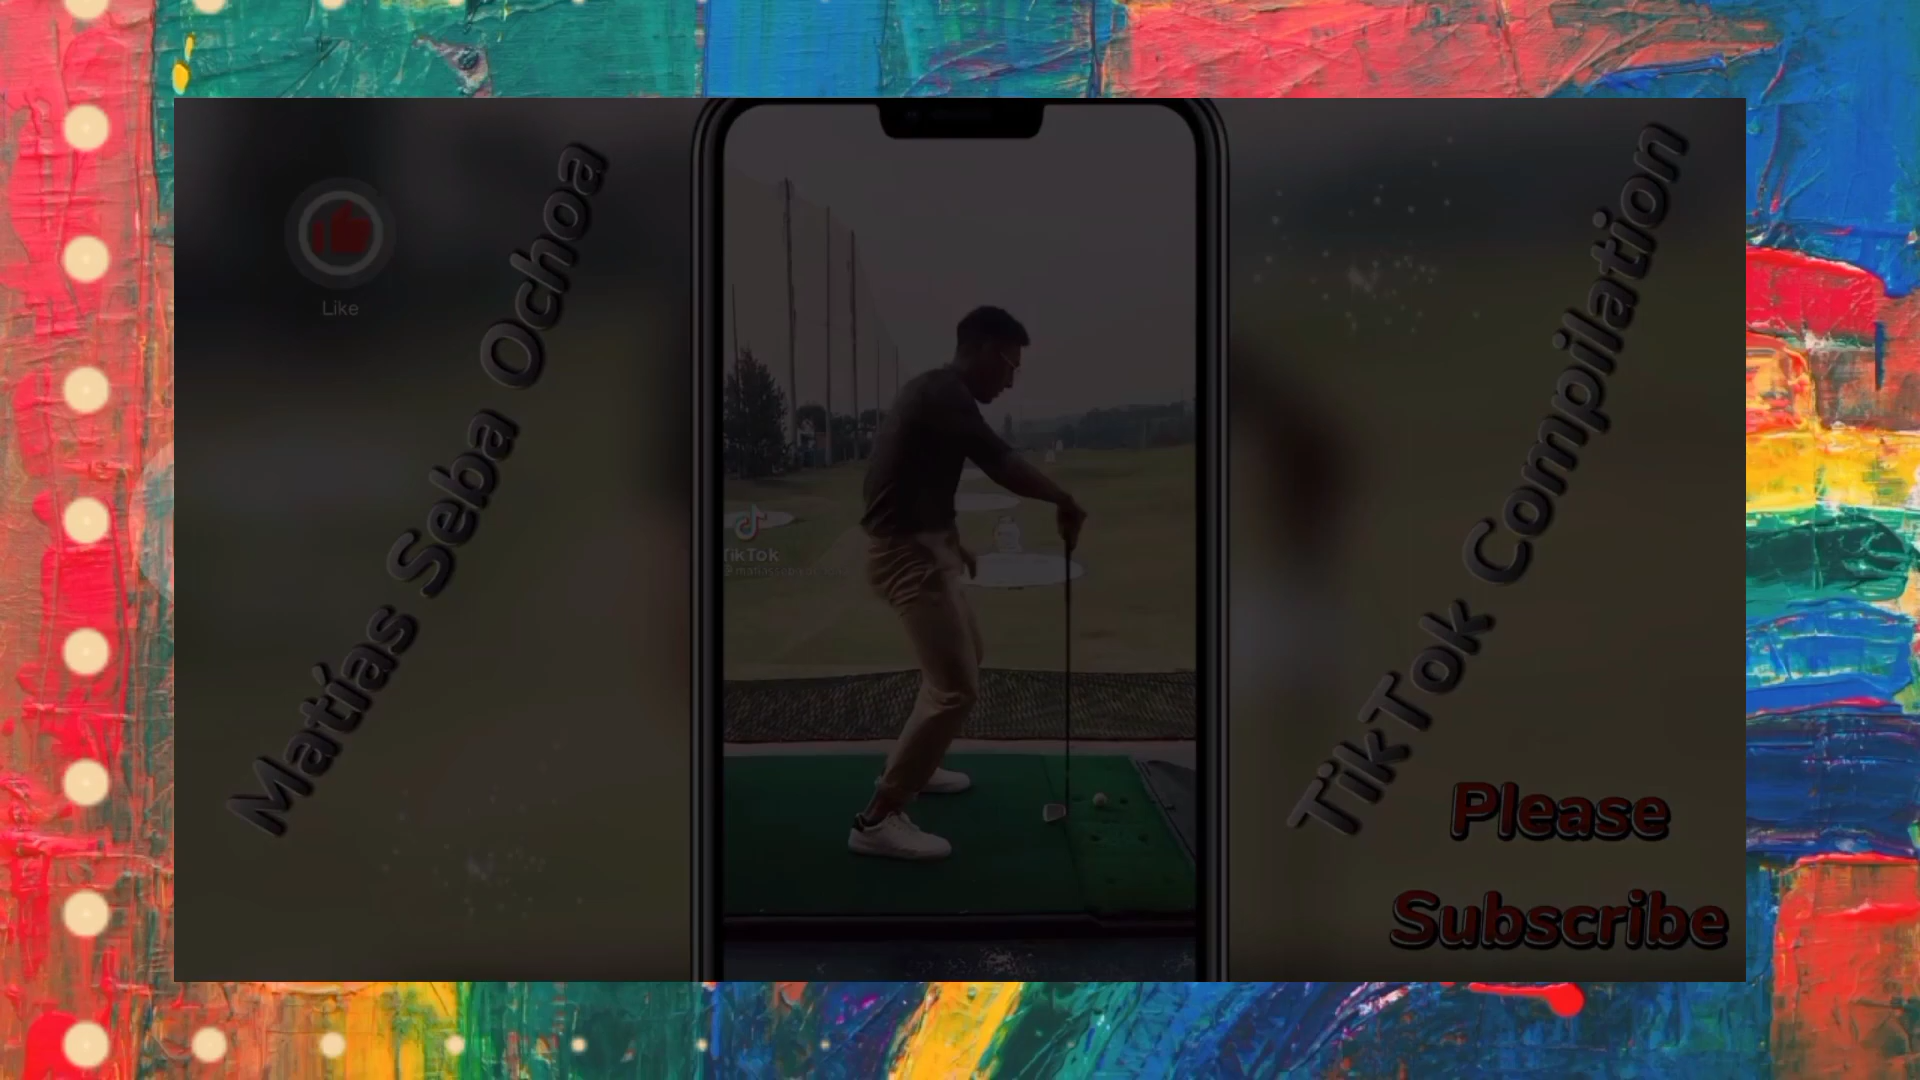 Like
Matías Seba Ochoa
TikTok
TikTok Compilation
Please
Subscribe